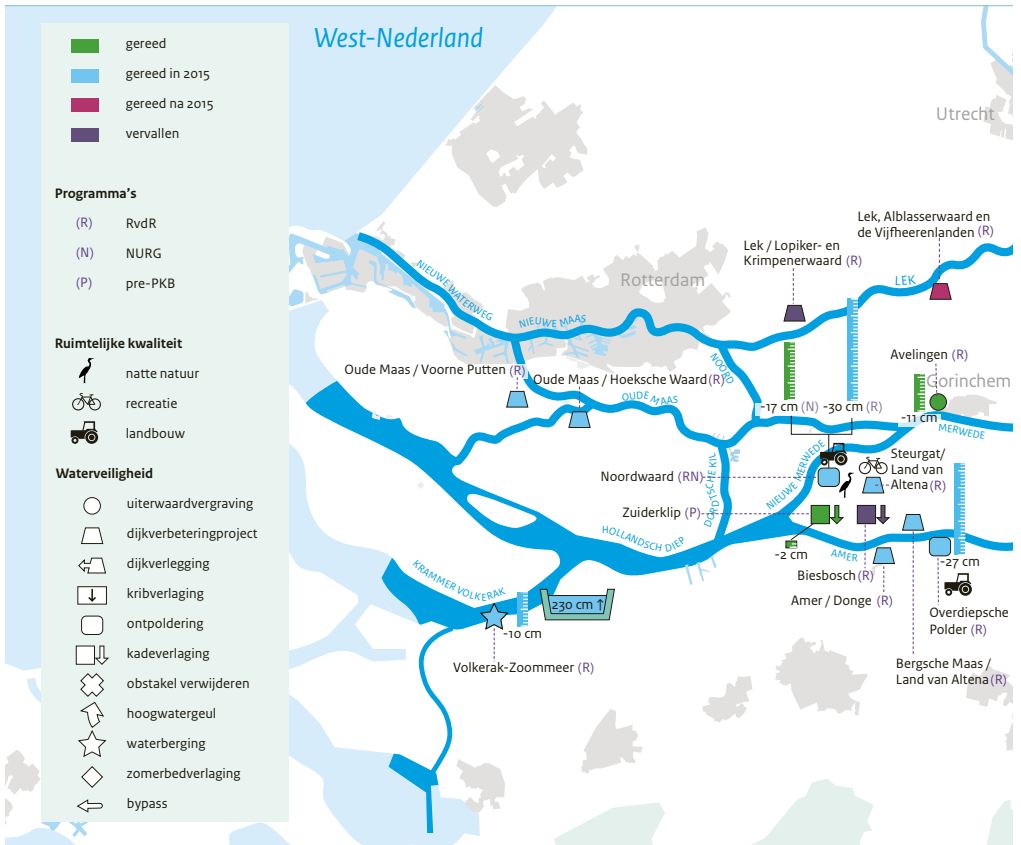 West-Nederland
gereed
gereed in 2015
gereed na 2015
vervallen
Programma's
(R) RvdR
(N) NURG
(P) pre-PKB
Ruimtelijke kwaliteit
natte natuur
recreatie
landbouw
Waterveiligheid
uiterwaardvergraving
dijkverbeteringproject
dijkverlegging
kribverlaging
ontpoldering
kadeverlaging
obstakel verwijderen
hoogwatergeul
waterberging
zomerbedverlaging
bypass
Utrecht
Lek, Alblasserwaard en
de Vijfheerenlanden (R)
Lek / Lopiker- en
Krimpenerwaard (R)
LEK
Rotterdam
NIEUWE WATERWEG
NIEUWE MAAS
NOORD
Avelingen (R)
Gorinchem
Oude Maas / Voorne Putten (R)
Oude Maas / Hoeksche Waard (R)
OUDE MAAS
-17 cm (N)
-30 cm (R)
-11 cm
MERWEDE
NIEUWE MERWEDE
Steurgat/
Land van
Altena (R)
Noordwaard (RN)
DORDTSCHE KIL
Zuiderklip (P)
HOLLANDSCH DIEP
-2 cm
AMER
-27 cm
Biesbosch (R)
Amer / Donge (R)
KRAMMER VOLKERAK
230 cm ↑
-10 cm
Overdiepsche
Polder (R)
Volkerak-Zoommeer (R)
Bergsche Maas /
Land van Altena (R)